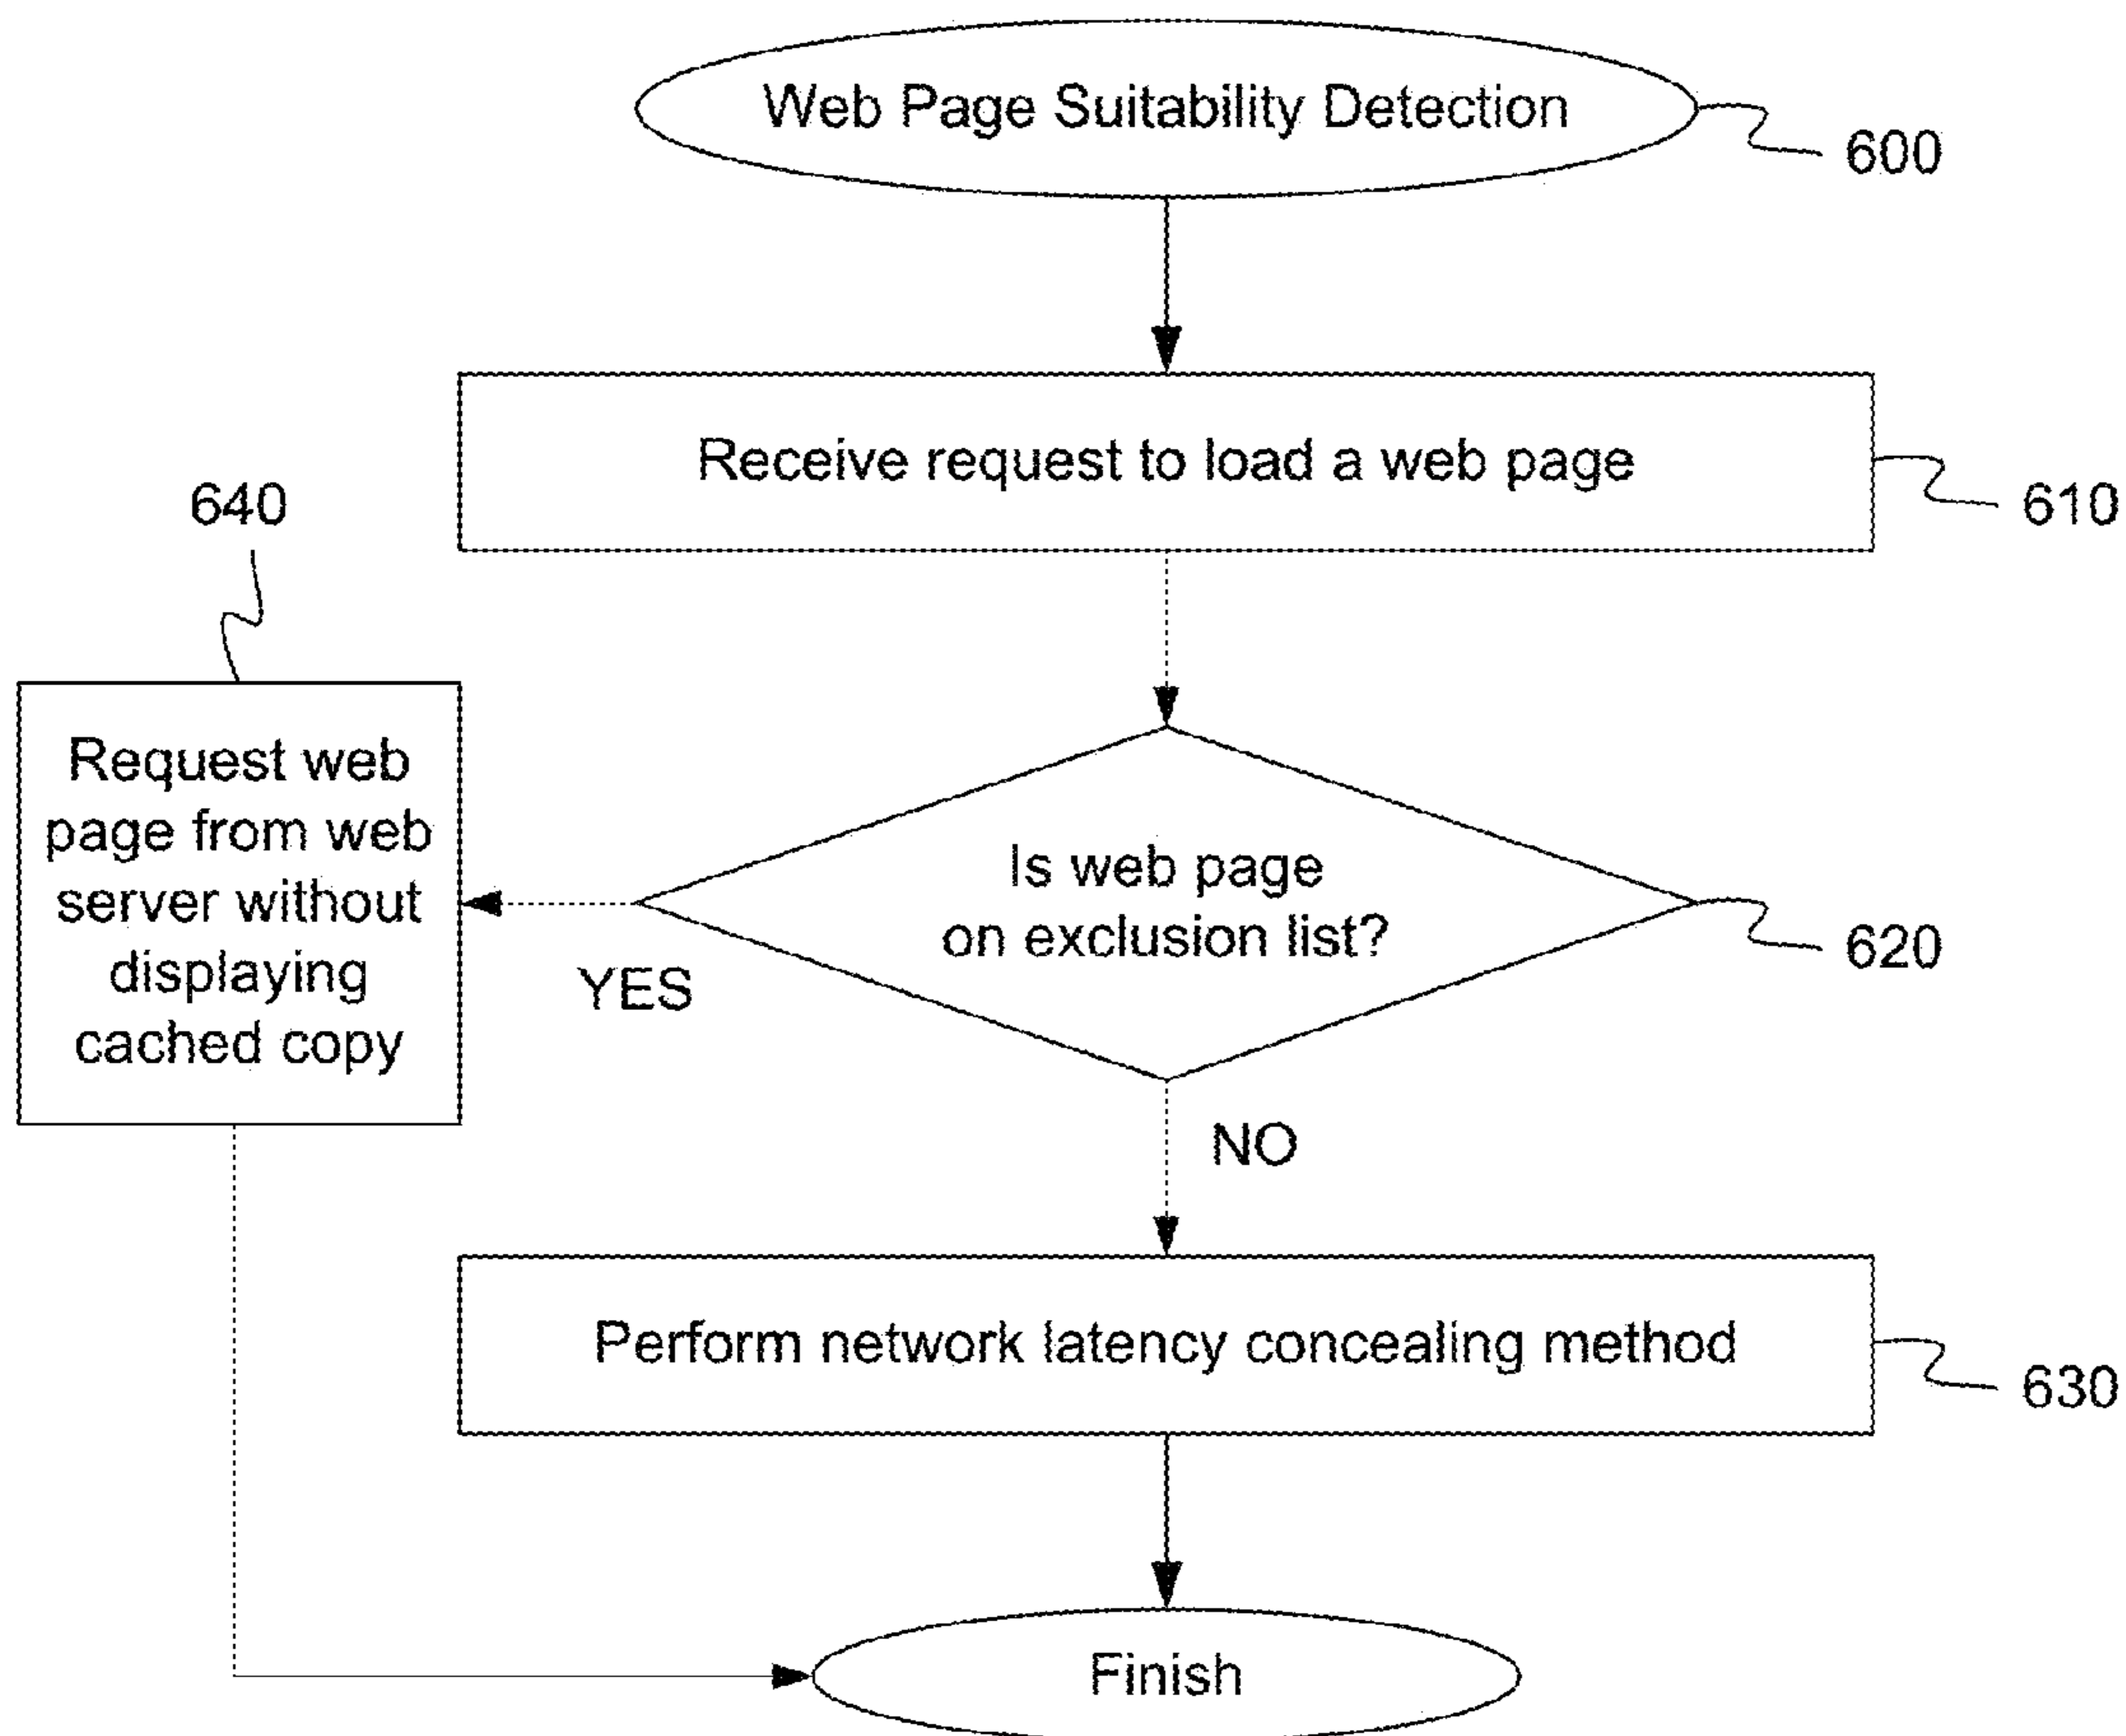 Web Page Suitability Detection
600
Receive request to load a web page
610
640
Request web
page from web
server without
displaying
cached copy
Is web page
on exclusion list?
620
YES
NO
Perform network latency concealing method
630
Finish